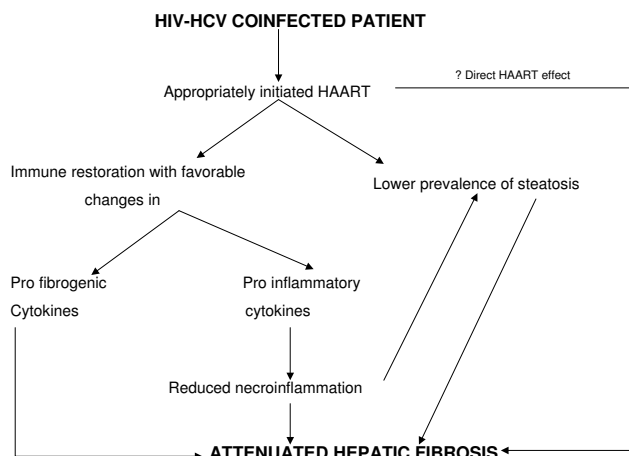 HIV-HCV COINFECTED PATIENT
? Direct HAART effect
Appropriately initiated HAART
Immune restoration with favorable
changes in
Lower prevalence of steatosis
Pro fibrogenic
Cytokines
Pro inflammatory
cytokines
Reduced necroinflammation
ATTENUATED HEPATIC FIBROSIS